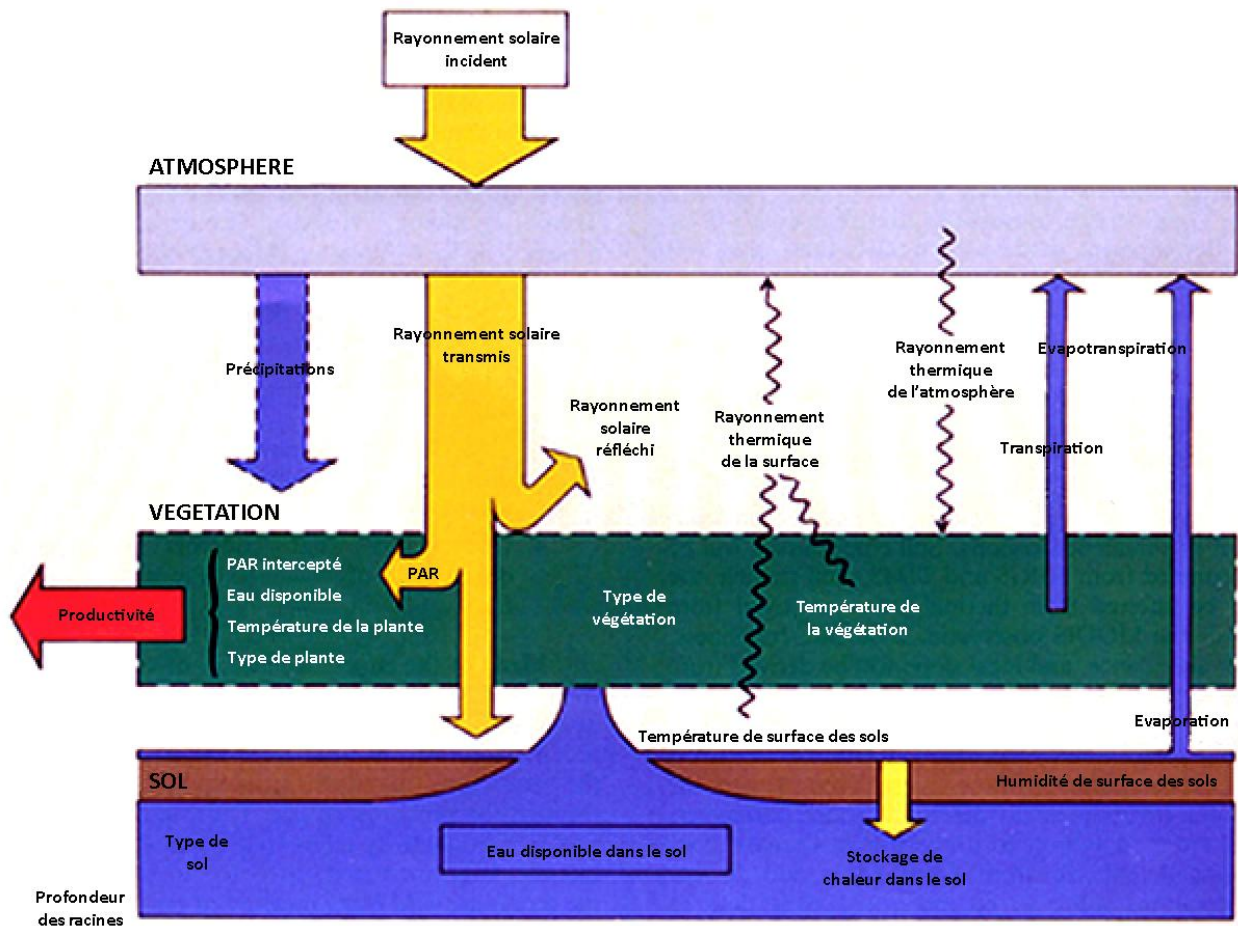 Rayonnement solaire
incident
ATMOSPHERE
Rayonnement solaire
transmis
Précipitations
Rayonnement
solaire
réfléchi
Rayonnement
thermique
de la surface
Rayonnement
thermique
de l'atmosphère
Evapotranspiration
Transpiration
VEGETATION
PAR intercepté
Eau disponible
Température de la plante
Type de plante
PAR
Productivité
Type de
végétation
Température de
la végétation
Evaporation
Température de surface des sols
SOL
Humidité de surface des sols
Type de
sol
Eau disponible dans le sol
Stockage de
chaleur dans le sol
Profondeur
des racines